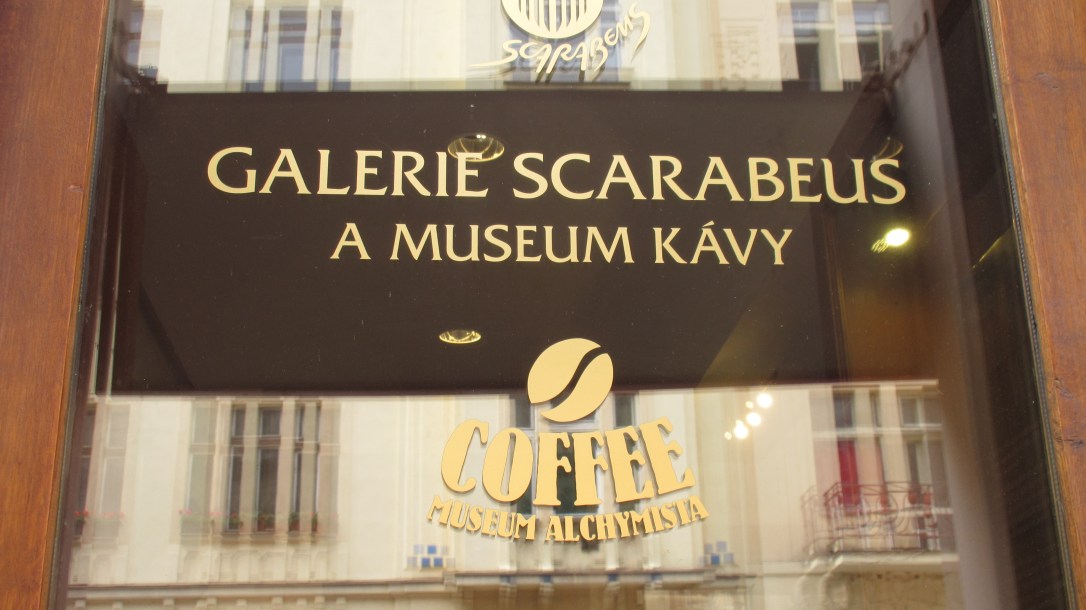 SCARABEUS
GALERIE SCARABEUS
A MUSEUM KÁVY
COFFEE
MUSEUM ALCHYMISTA